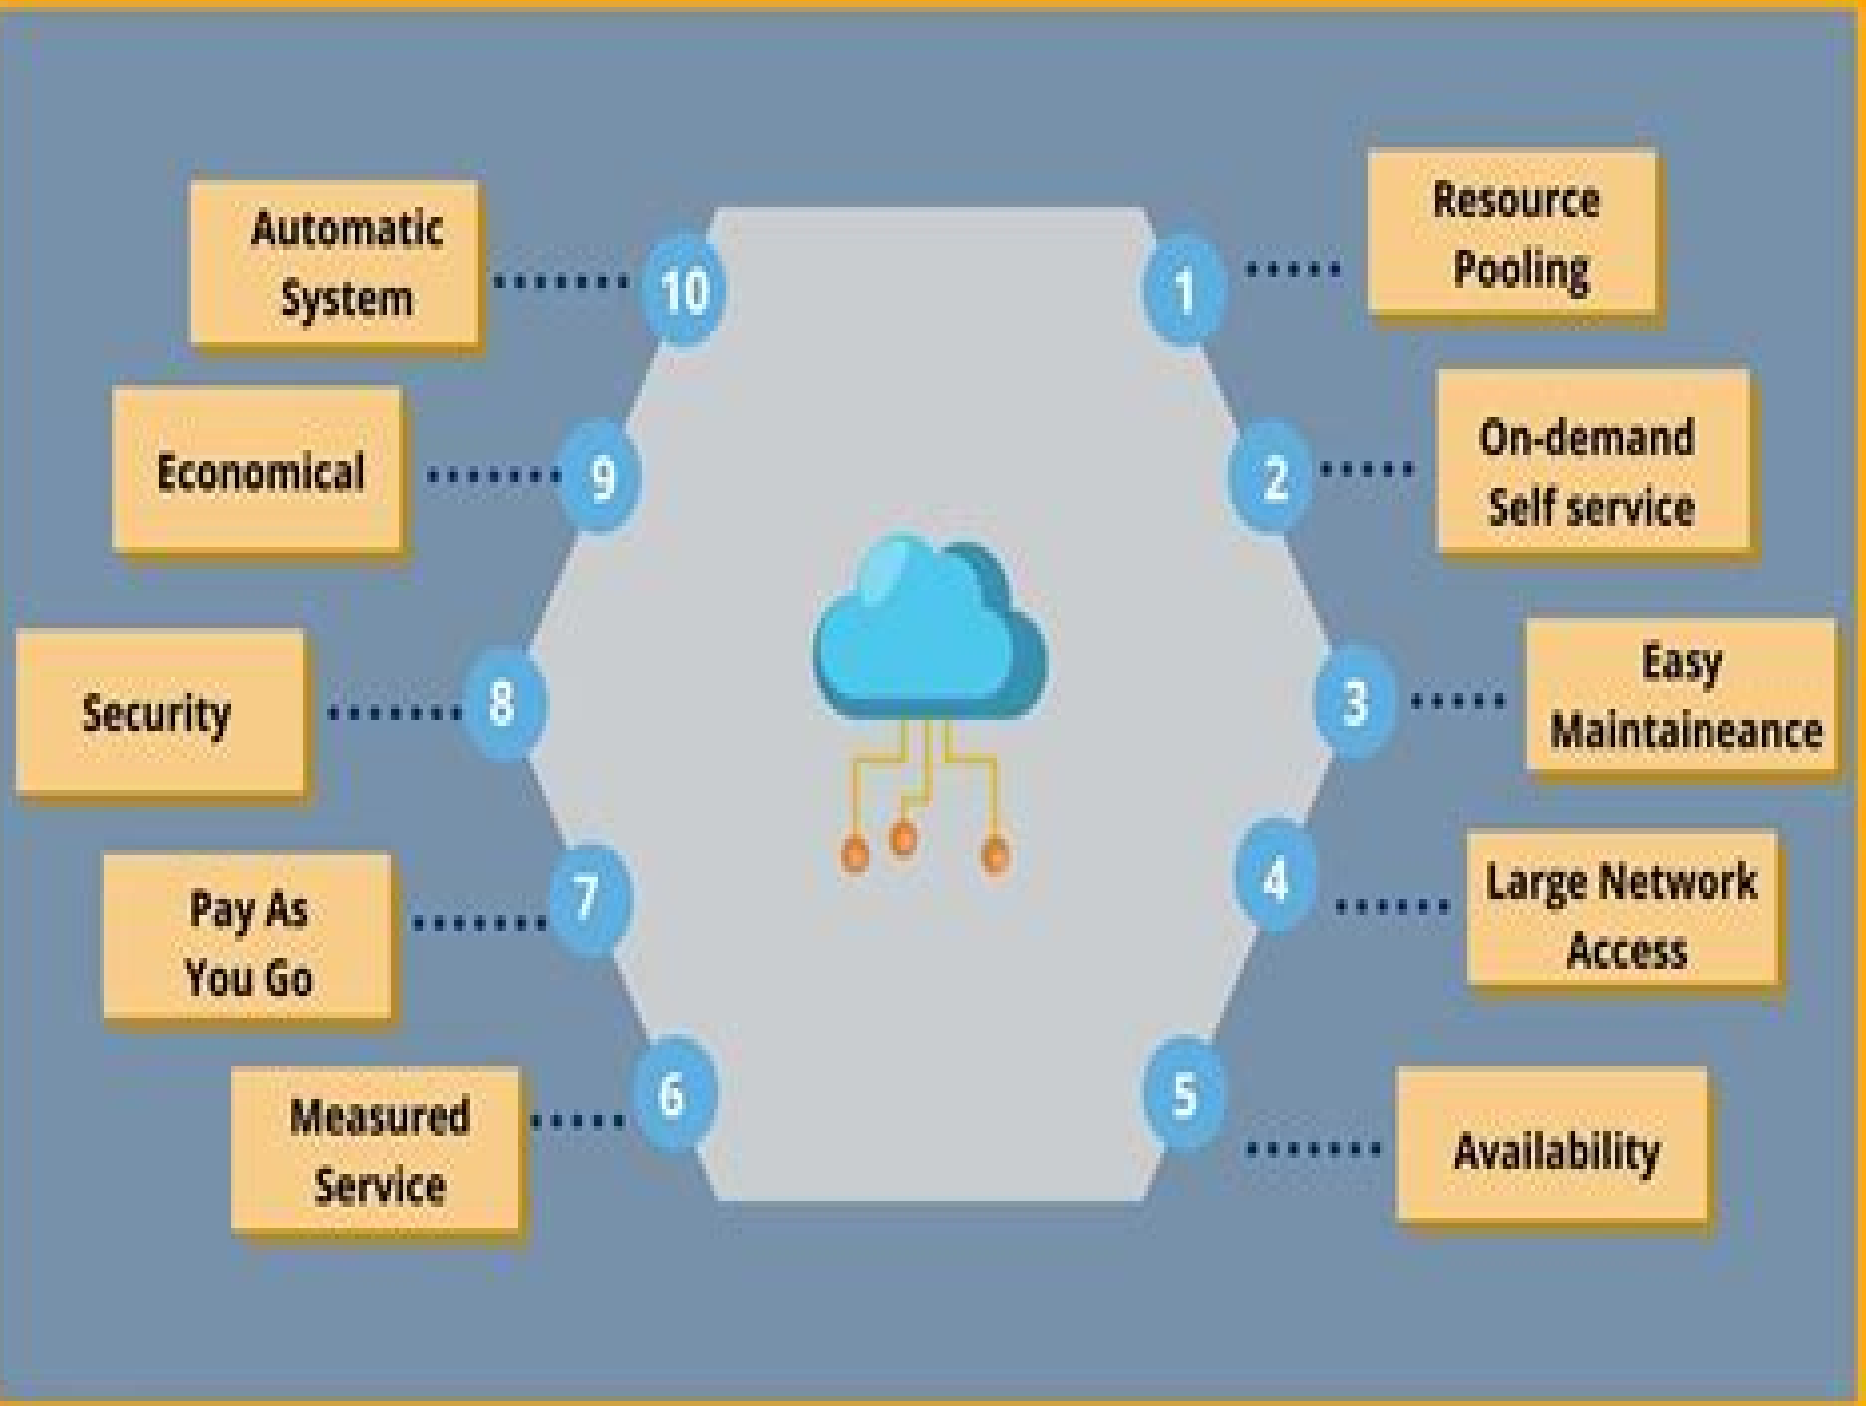 1
Resource
Pooling
2
On-demand
Self service
3
Easy
Maintaineance
4
Large Network
Access
5
Availability
6
Measured
Service
7
Pay As
You Go
8
Security
9
Economical
10
Automatic
System